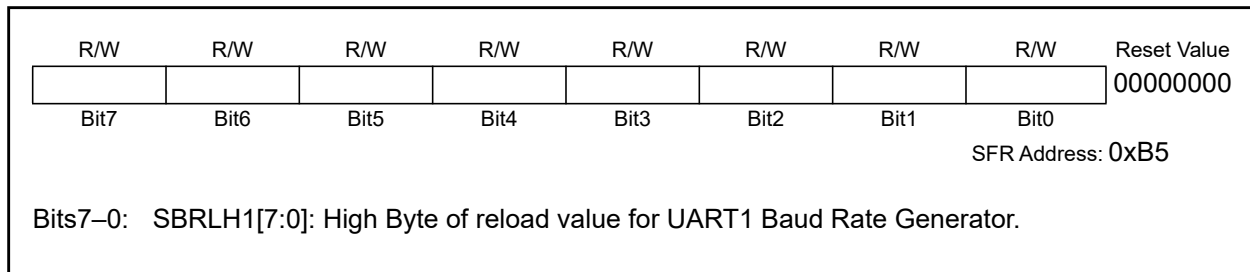 R/W R/W R/W R/W R/W R/W R/W R/W Reset Value
00000000
Bit7 Bit6 Bit5 Bit4 Bit3 Bit2 Bit1 Bit0
SFR Address: 0xB5
Bits7–0: SBRLH1[7:0]: High Byte of reload value for UART1 Baud Rate Generator.